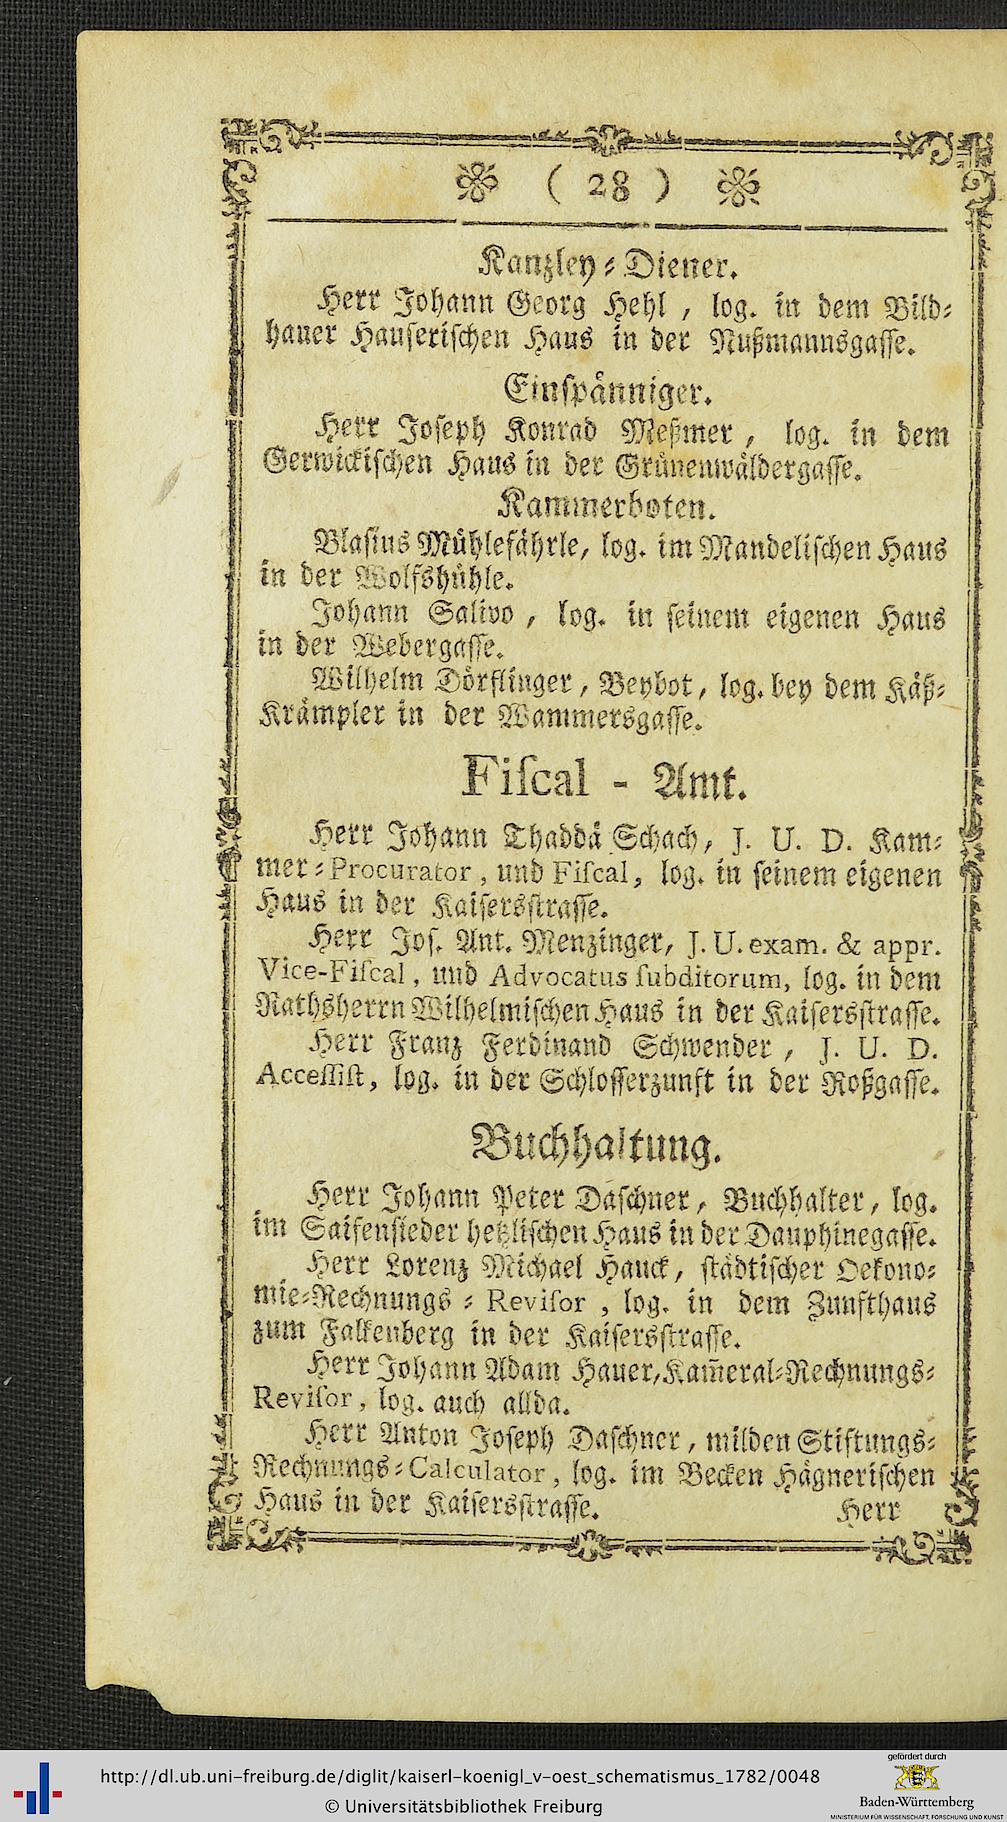 ( 28 )
Kanzley⸗Diener.
Herr Johann Georg Hehl, log. in dem Bild⸗
hauer Hauserischen Haus in der Nußmannsgasse.
Einspänniger.
Herr Joseph Konrad Meßmer, log. in dem
Gerwickischen Haus in der Grünenwäldergasse.
Kammerboten.
Blasius Mühlefährle, log. im Mandelischen Haus
in der Wolfshühle.
Johann Salivo, log. in seinem eigenen Haus
in der Webergasse.
Wilhelm Dörflinger, Beybot, log. bey dem Käß⸗
Krämpler in der Wammersgasse.
Fiſcal - Amt.
Herr Johann Thaddä Schach, J. U. D. Kam⸗
mer⸗Procurator, und Fiſcal, log. in seinem eigenen
Haus in der Kaisersstrasse.
Herr Jos. Ant. Menzinger, J. U. exam. & appr.
Vice-Fiſcal, und Advocatus ſubditorum, log. in dem
Rathsherrn Wilhelmischen Haus in der Kaisersstrasse.
Herr Franz Ferdinand Schwender, J. U. D.
Acceſſiſt, log. in der Schlosserzunft in der Roßgasse.
Buchhaltung.
Herr Johann Peter Daschner, Buchhalter, log.
im Saifensieder hetzlischen Haus in der Dauphinegasse.
Herr Lorenz Michael Hauck, städtischer Oekono⸗
mie⸗Rechnungs⸗Reviſor, log. in dem Zunfthaus
zum Falkenberg in der Kaisersstrasse.
Herr Johann Adam Hauer, Kam̄eral⸗Rechnungs⸗
Reviſor, log. auch allda.
Herr Anton Joseph Daschner, milden Stiftungs⸗
Rechnungs⸗Calculator, log. im Becken Hägnerischen
Haus in der Kaisersstrasse.
Herr
http://dl.ub.uni-freiburg.de/diglit/kaiserl-koenigl_v-oest_schematismus_1782/0048
© Universitätsbibliothek Freiburg
gefördert durch
Baden-Württemberg
MINISTERIUM FÜR WISSENSCHAFT, FORSCHUNG UND KUNST